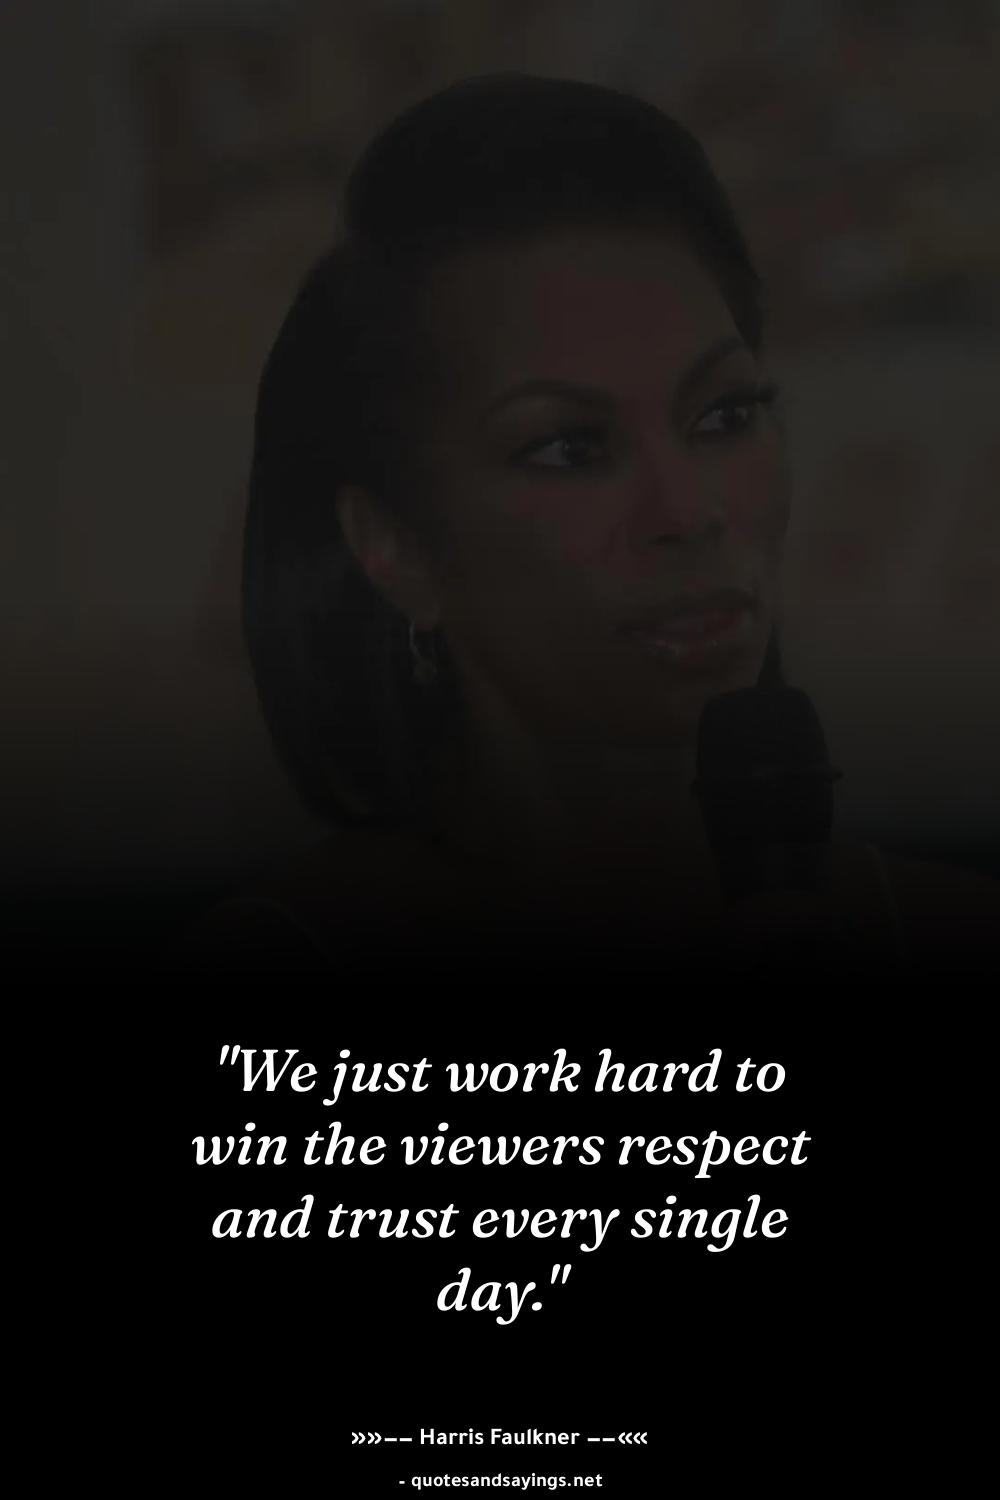 "We just work hard to
win the viewers respect
and trust every single
day."
»»−− Harris Faulkner −−««
- quotesandsayings.net